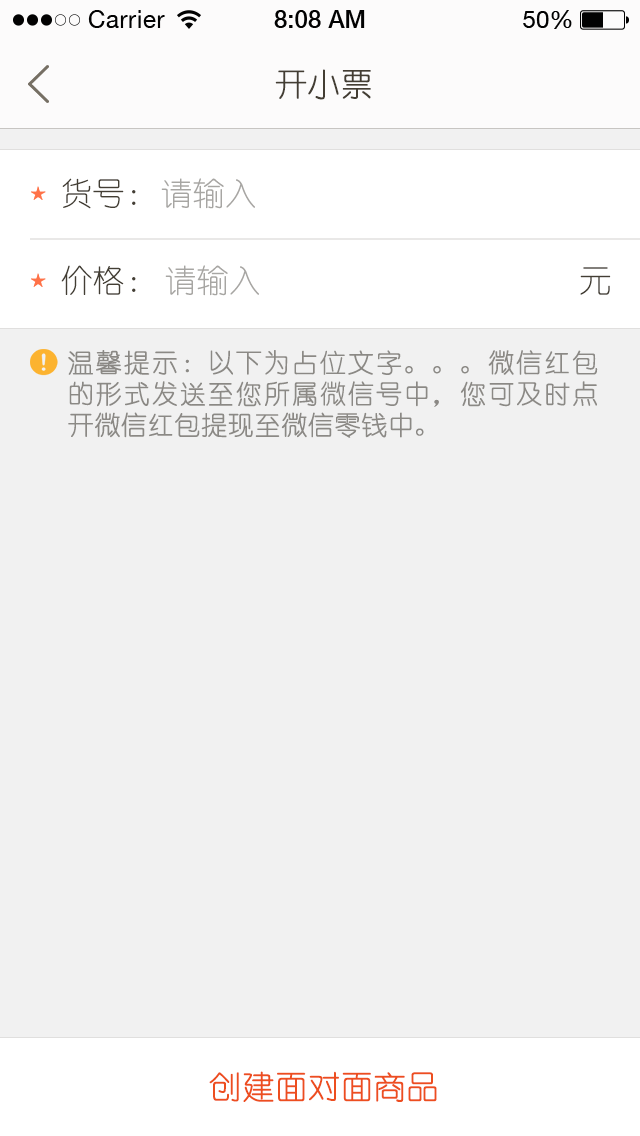 Carrier 8:08 AM 50%
开小票
货号： 请输入
价格： 请输入 元
温馨提示：以下为占位文字。。。微信红包
的形式发送至您所属微信号中，您可及时点
开微信红包提现至微信零钱中。
创建面对面商品